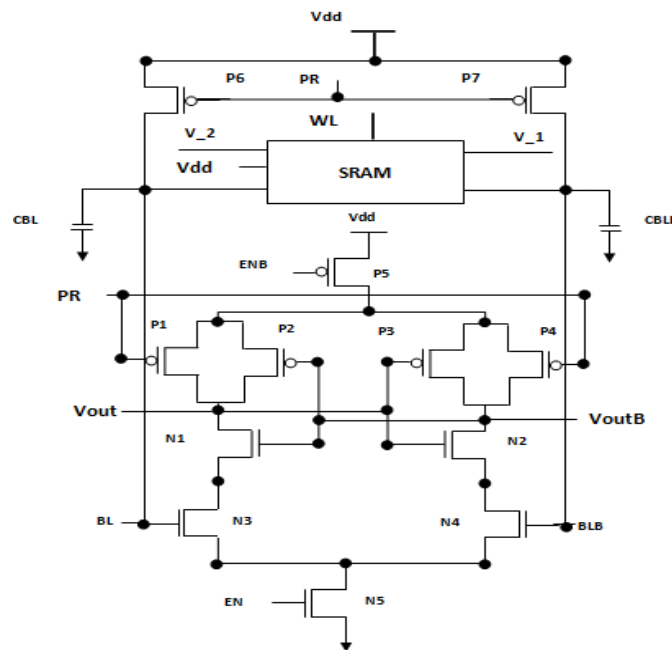 Vdd
P6
PR
P7
WL
V_2
V_1
Vdd
SRAM
CBL
CBL
Vdd
ENB
P5
PR
P1
P2
P3
P4
Vout
VoutB
N1
N2
BL
N3
N4
BLB
EN
N5